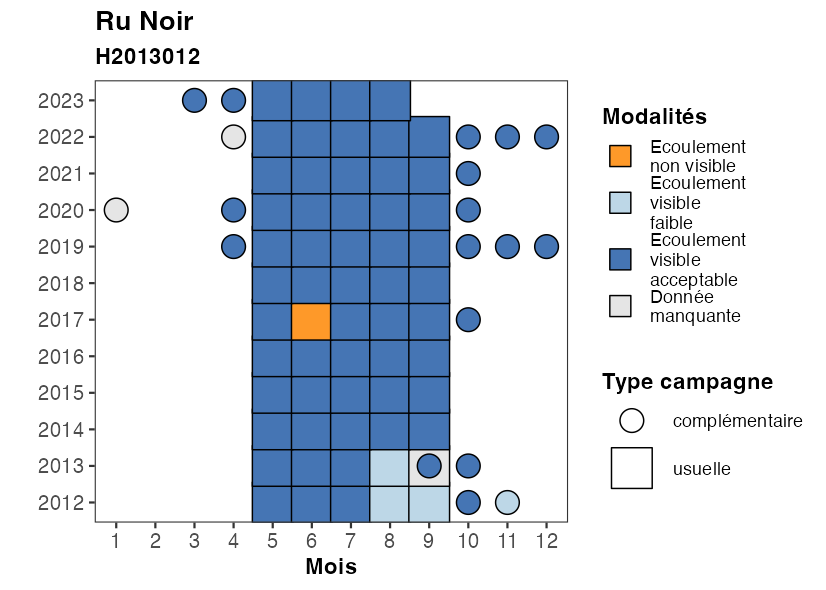 Ru Noir
H2013012
2023
2022
2021
2020
2019
2018
2017
2016
2015
2014
2013
2012
1 2 3 4 5 6 7 8 9 10 11 12
Mois
Modalités
Ecoulement
non visible
Ecoulement
visible
faible
Ecoulement
visible
acceptable
Donnée
manquante
Type campagne
complémentaire
usuelle